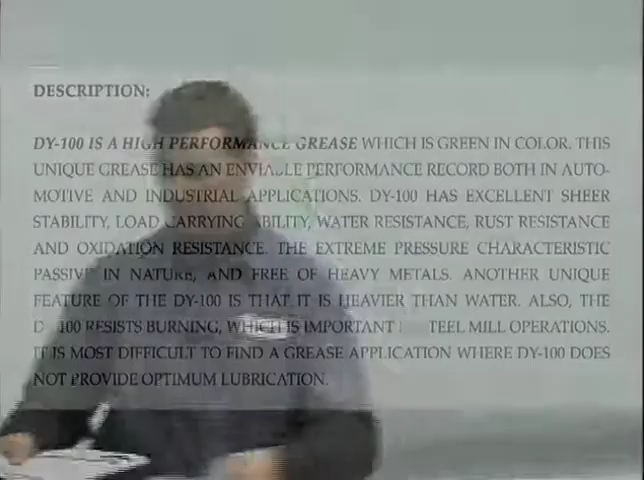 DESCRIPTION:
DY-100 IS A HIGH PERFORMANCE GREASE WHICH IS GREEN IN COLOR. THIS
UNIQUE GREASE HAS AN ENVIABLE PERFORMANCE RECORD BOTH IN AUTO-
MOTIVE AND INDUSTRIAL APPLICATIONS. DY-100 HAS EXCELLENT SHEER
STABILITY, LOAD CARRYING ABILITY, WATER RESISTANCE, RUST RESISTANCE
AND OXIDATION RESISTANCE. THE EXTREME PRESSURE CHARACTERISTIC
PASSIVE IN NATURE, AND FREE OF HEAVY METALS. ANOTHER UNIQUE
FEATURE OF THE DY-100 IS THAT IT IS HEAVIER THAN WATER. ALSO, THE
D 100 RESISTS BURNING, WHICH IS IMPORTANT TEEL MILL OPERATIONS.
IT IS MOST DIFFICULT TO FIND A GREASE APPLICATION WHERE DY-100 DOES
NOT PROVIDE OPTIMUM LUBRICATION.